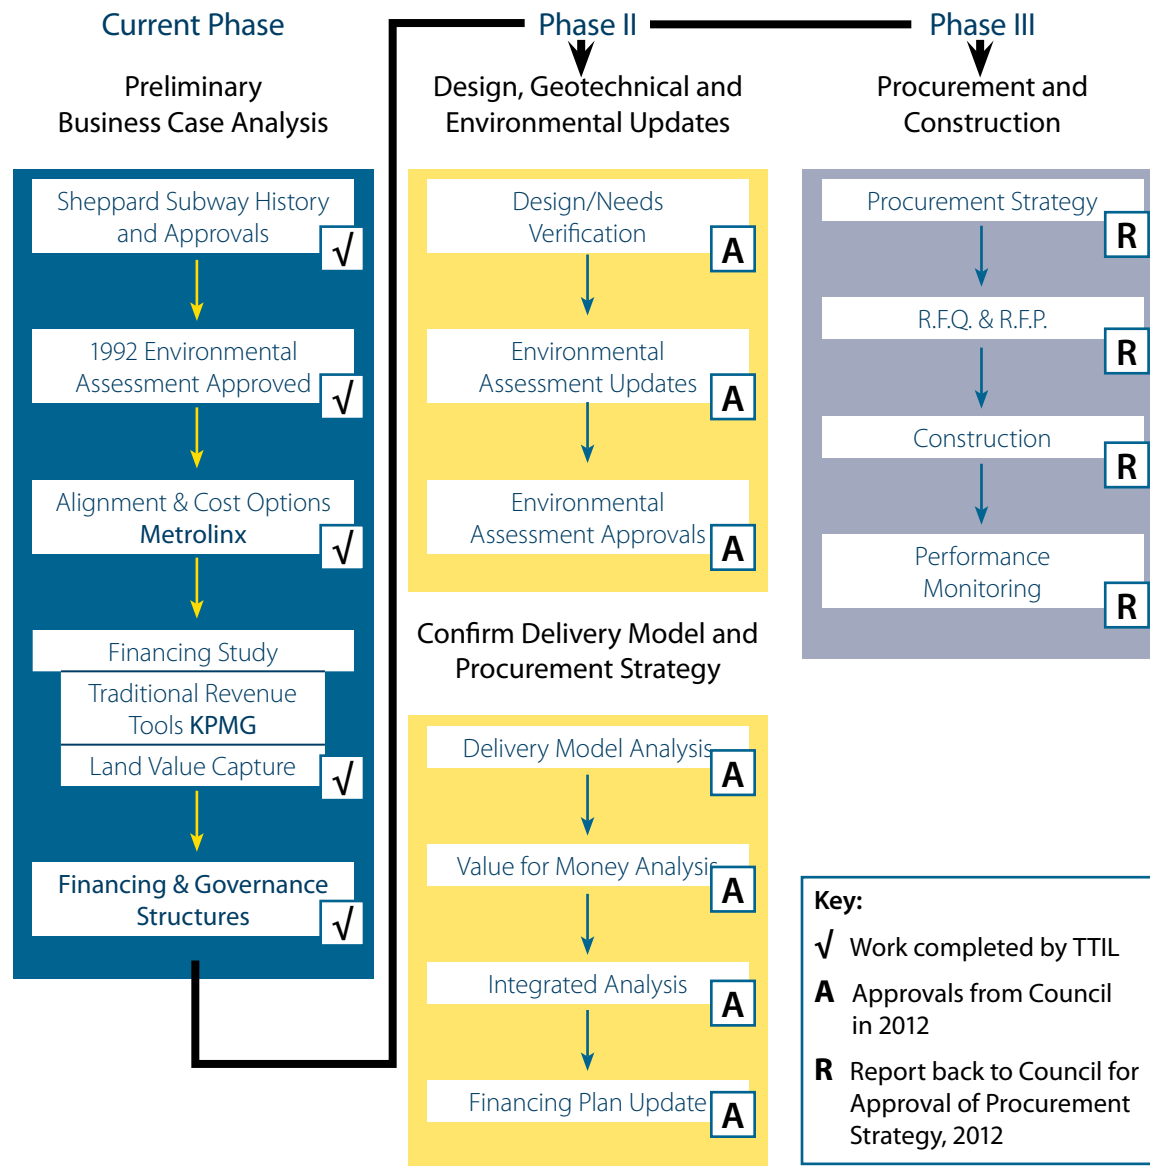 Current Phase
Preliminary
Business Case Analysis
Sheppard Subway History
and Approvals
√
1992 Environmental
Assessment Approved
√
Alignment & Cost Options
Metrolinx
√
Financing Study
Traditional Revenue
Tools KPMG
Land Value Capture
√
Financing & Governance
Structures
√
Phase II
Design, Geotechnical and
Environmental Updates
Design/Needs
Verification
A
Environmental
Assessment Updates
A
Environmental
Assessment Approvals
A
Confirm Delivery Model and
Procurement Strategy
Delivery Model Analysis
A
Value for Money Analysis
A
Integrated Analysis
A
Financing Plan Update
A
Phase III
Procurement and
Construction
Procurement Strategy
R
R.F.Q. & R.F.P.
R
Construction
R
Performance
Monitoring
R
Key:
√ Work completed by TTIL
A Approvals from Council
in 2012
R Report back to Council for
Approval of Procurement
Strategy, 2012